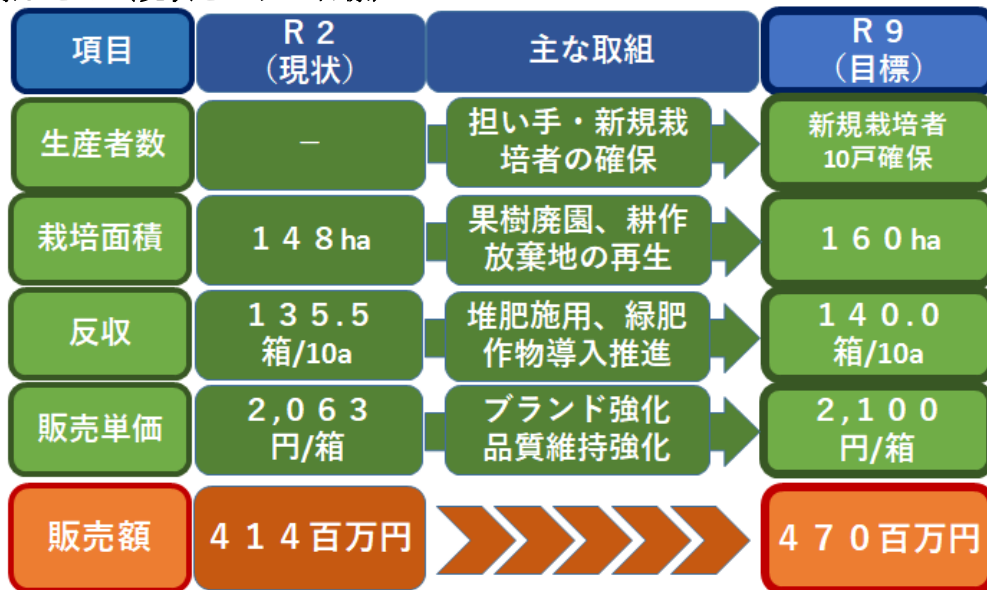 項目
R2
（現状）
主な取組
R9
（目標）
生産者数
－
担い手・新規栽
培者の確保
新規栽培者
10戸確保
栽培面積
１４８ha
果樹廃園、耕作
放棄地の再生
１６０ha
反収
１３５.５
箱/10a
堆肥施用、緑肥
作物導入推進
１４０.０
箱/10a
販売単価
２,０６３
円/箱
ブランド強化
品質維持強化
２,１００
円/箱
販売額
４１４百万円
４７０百万円